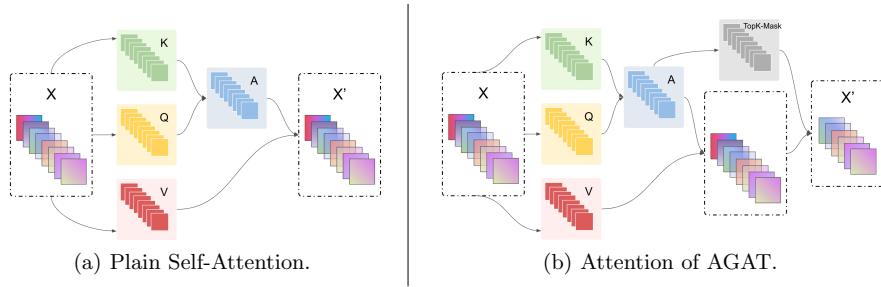 K
X
A
X'
Q
V
(a) Plain Self-Attention.
TopK-Mask
K
A
X
X'
Q
V
(b) Attention of AGAT.